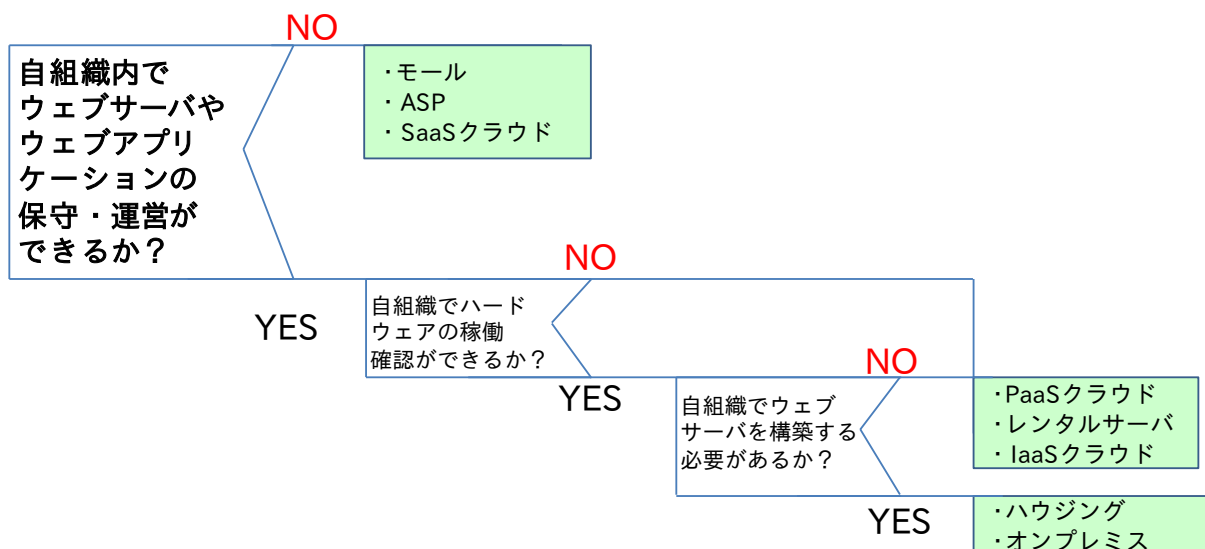 NO
自組織内で
ウェブサーバや
ウェブアプリ
ケーションの
保守・運営が
できるか？
・モール
・ASP
・SaaSクラウド
NO
YES
自組織でハード
ウェアの稼働
確認ができるか？
NO
YES
自組織でウェブ
サーバを構築する
必要があるか？
・PaaSクラウド
・レンタルサーバ
・IaaSクラウド
YES
・ハウジング
・オンプレミス